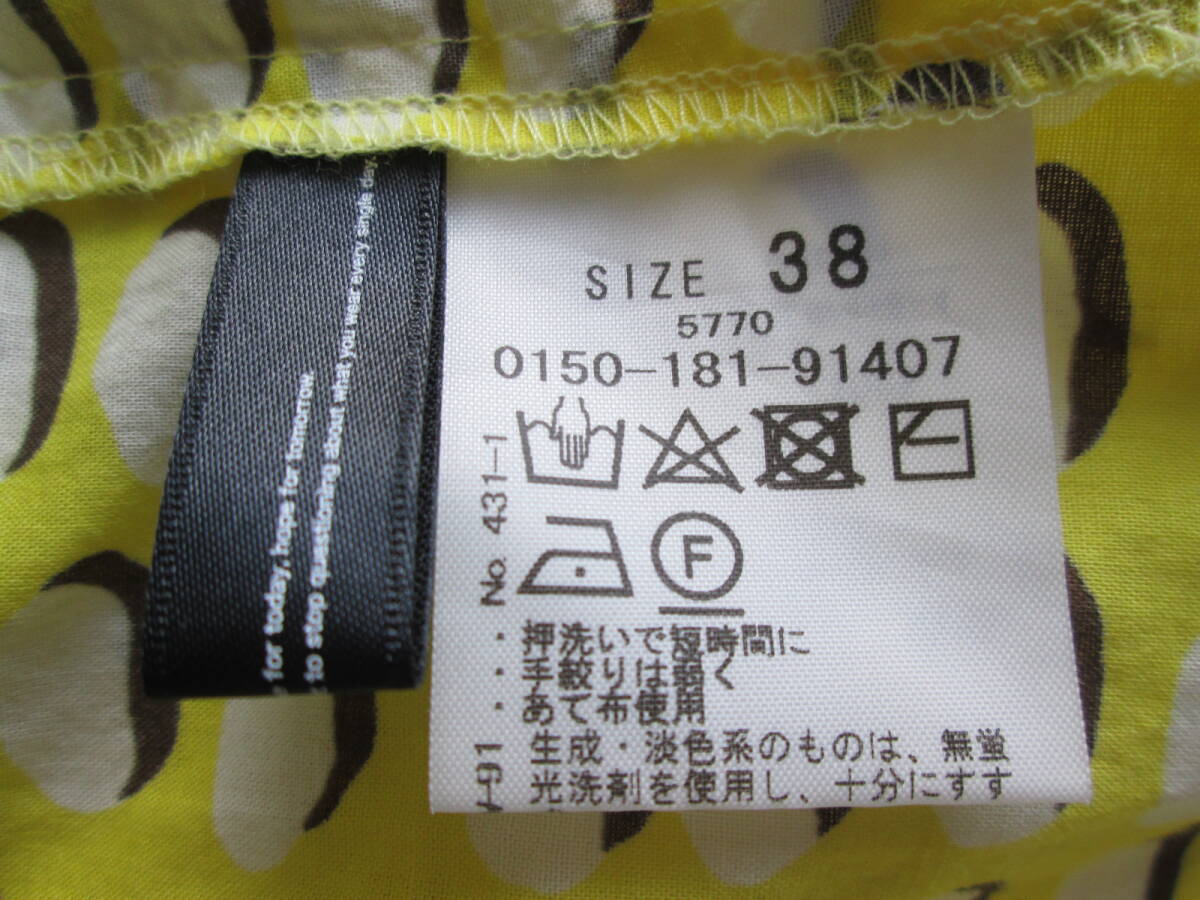 SIZE 38
5770
0150-181-91407
No. 431-1
F
・押洗いで短時間に
・手絞りは弱く
・あて布使用
生成・淡色系のものは、無蛍
光洗剤を使用し、十分にすす
-91
for today, hope for tomorrow.
to stop questioning about what you wear every single day.